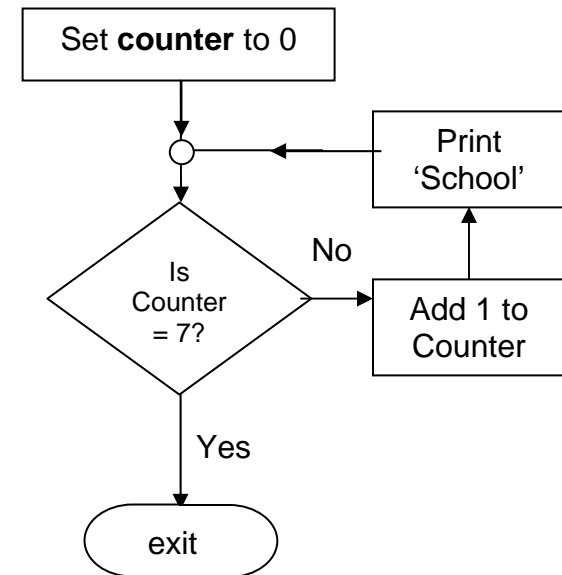 Set counter to 0
Print
‘School’
No
Is
Counter
= 7?
Add 1 to
Counter
Yes
exit